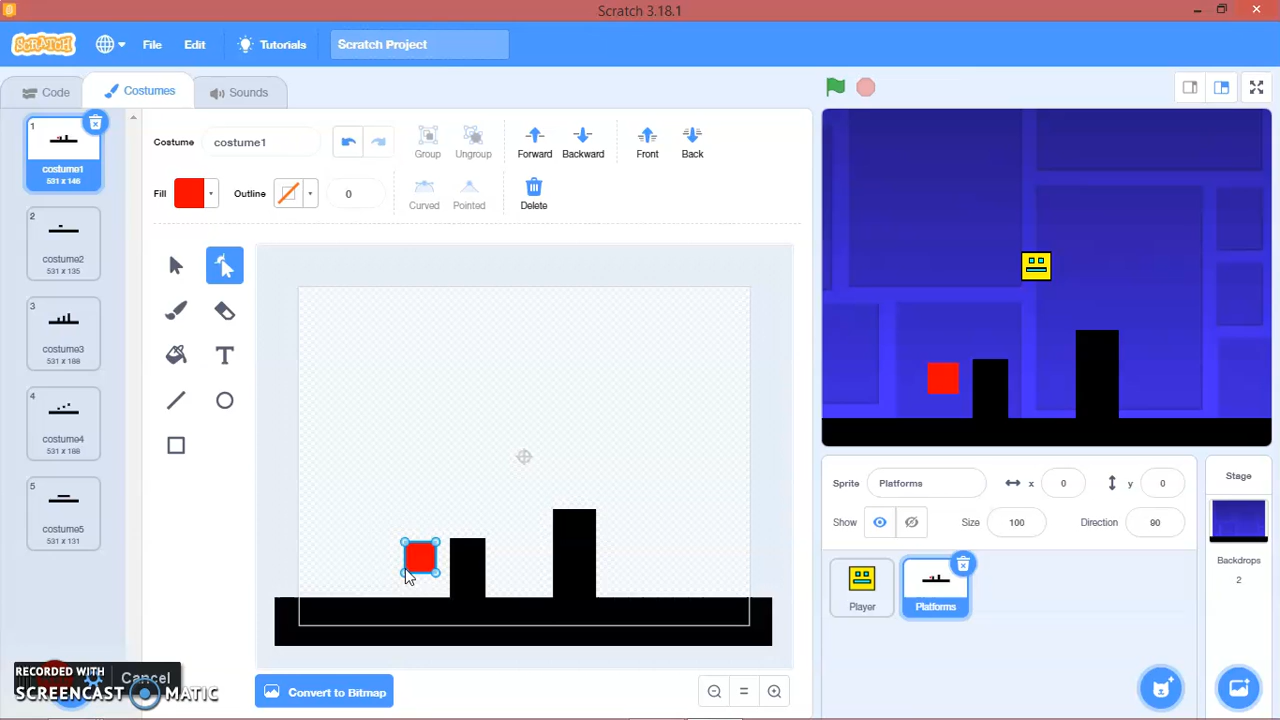 Scratch 3.18.1
SCRATCH
File
Edit
Tutorials
Scratch Project
Code
Costumes
Sounds
1
costume1
531 x 146
2
costume2
531 x 135
3
costume3
531 x 188
4
costume4
531 x 188
5
costume5
531 x 131
Costume
costume1
Group
Ungroup
Forward
Backward
Front
Back
Fill
Outline
0
Curved
Pointed
Delete
T
Convert to Bitmap
Sprite
Platforms
x
0
y
0
Show
Size
100
Direction
90
Player
Platforms
Stage
Backdrops
2
RECORDED WITH
SCREENCAST MATIC
Cancel